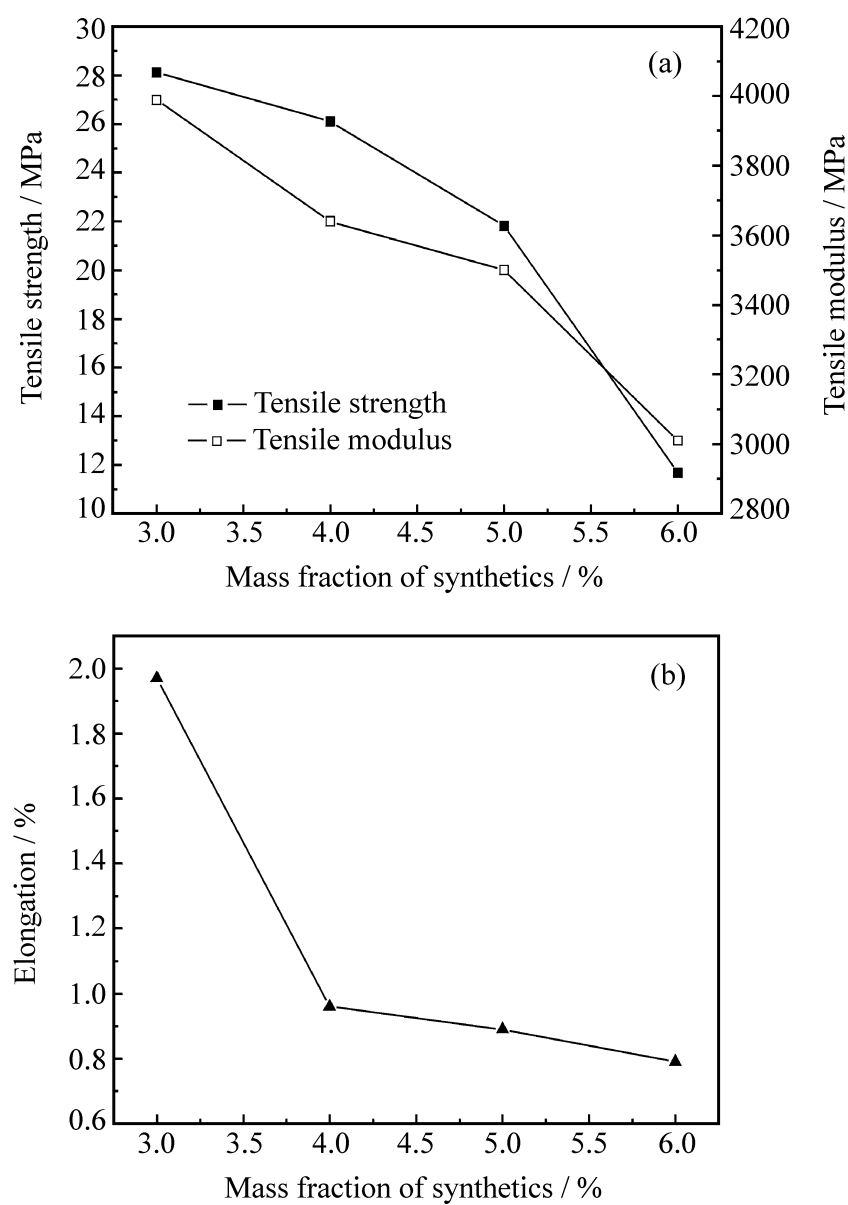 (a)
Tensile strength / MPa
30
28
26
24
22
20
18
16
14
12
10
4200
4000
3800
3600
3400
3200
3000
2800
Tensile modulus / MPa
Tensile strength
Tensile modulus
3.0 3.5 4.0 4.5 5.0 5.5 6.0
Mass fraction of synthetics / %
(b)
Elongation / %
2.0
1.8
1.6
1.4
1.2
1.0
0.8
0.6
3.0 3.5 4.0 4.5 5.0 5.5 6.0
Mass fraction of synthetics / %